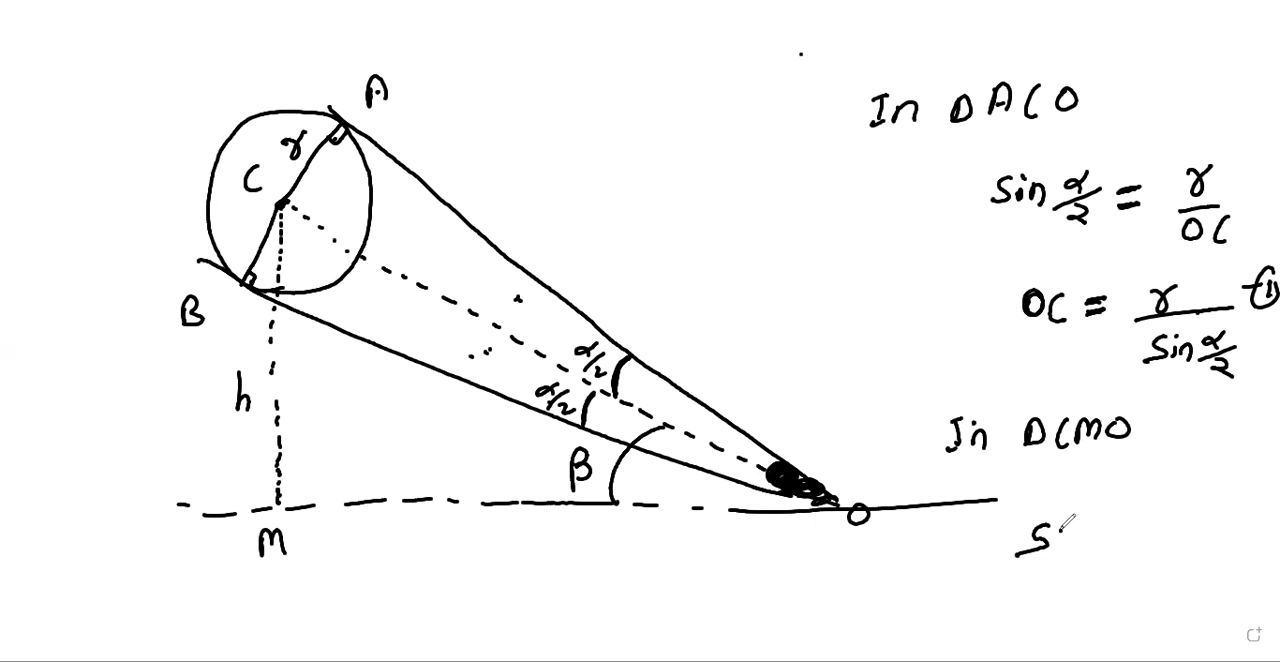 A
r
C
B
h
α/2
α/2
β
M
O
In ΔACO
Sin α/2 = r/OC
OC = r/Sin α/2 -①
In ΔCMO
S